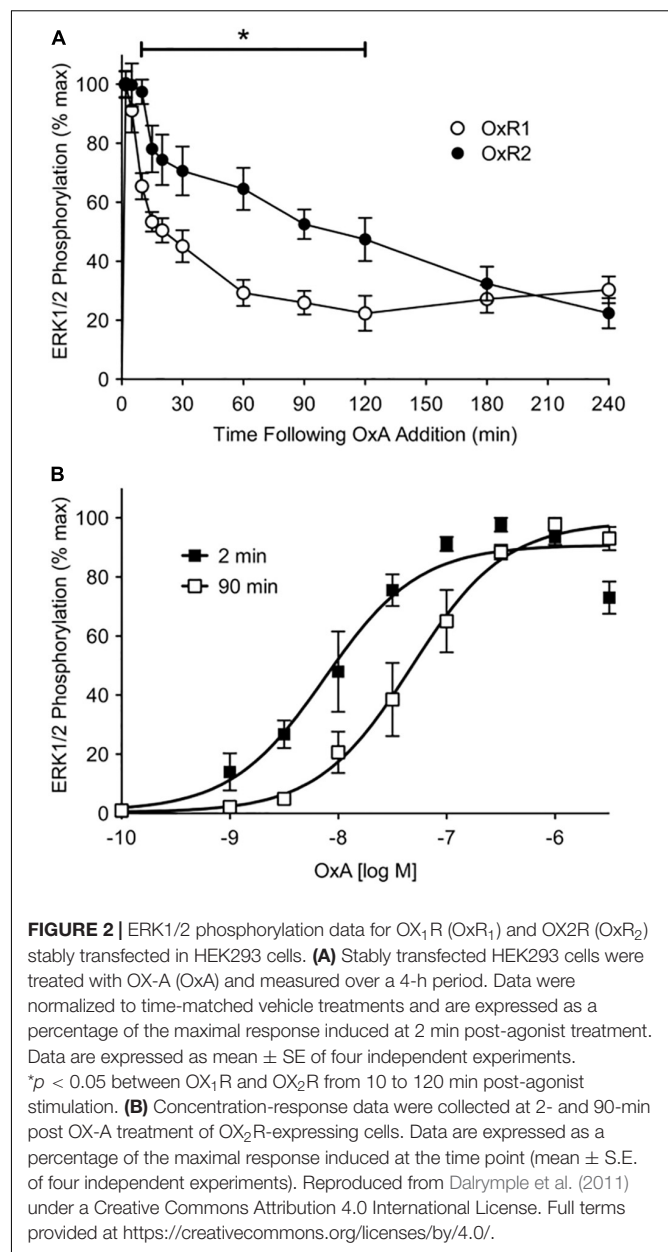 A
*
100
80
60
40
20
0
ERK1/2 Phosphorylation (% max)
OxR1
OxR2
0 30 60 90 120 150 180 210 240
Time Following OxA Addition (min)
B
100
80
60
40
20
0
ERK1/2 Phosphorylation (% max)
2 min
90 min
-10 -9 -8 -7 -6
OxA [log M]
FIGURE 2 | ERK1/2 phosphorylation data for OX₁R (OxR₁) and OX2R (OxR₂)
stably transfected in HEK293 cells. (A) Stably transfected HEK293 cells were
treated with OX-A (OxA) and measured over a 4-h period. Data were
normalized to time-matched vehicle treatments and are expressed as a
percentage of the maximal response induced at 2 min post-agonist treatment.
Data are expressed as mean ± SE of four independent experiments.
*p < 0.05 between OX₁R and OX₂R from 10 to 120 min post-agonist
stimulation. (B) Concentration-response data were collected at 2- and 90-min
post OX-A treatment of OX₂R-expressing cells. Data are expressed as a
percentage of the maximal response induced at the time point (mean ± S.E.
of four independent experiments). Reproduced from Dalrymple et al. (2011)
under a Creative Commons Attribution 4.0 International License. Full terms
provided at https://creativecommons.org/licenses/by/4.0/.